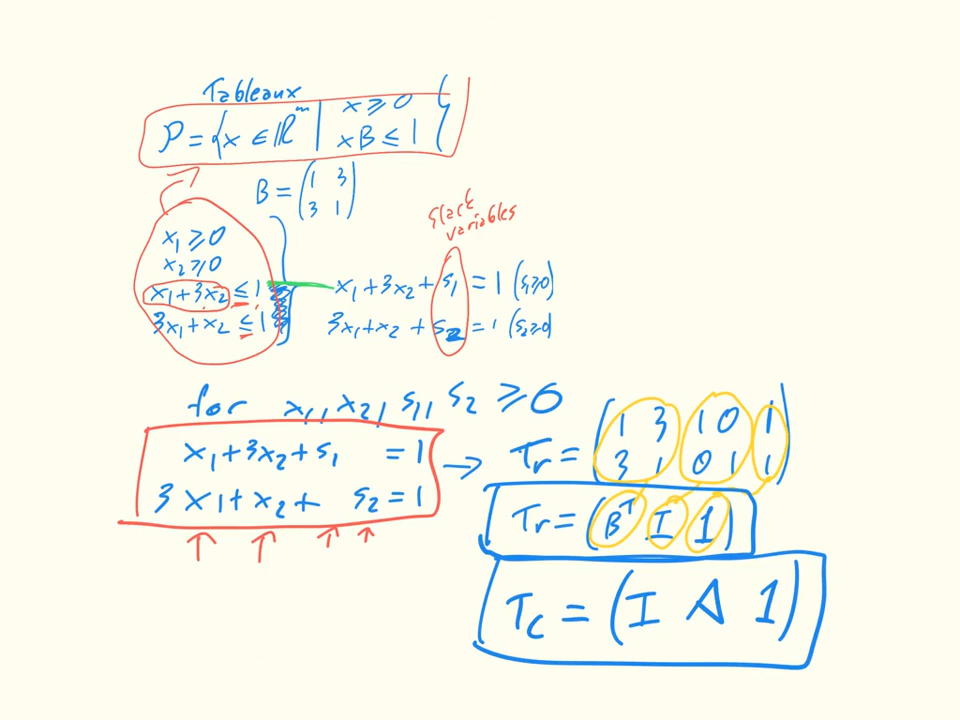 Tableaux
P = {x ∈ ℝᵐ | x ≥ 0
xB ≤ 1 }
B = (1 3
3 1)
Slack
variables
x₁ ≥ 0
x₂ ≥ 0
x₁+3x₂ ≤ 1
x₁+3x₂ + s₁ = 1 (s₁≥0)
3x₁+x₂ ≤ 1
3x₁+x₂ + s₂ = 1 (s₂≥0)
for x₁, x₂, s₁, s₂ ≥ 0
x₁+3x₂+s₁ = 1
3x₁+x₂+ s₂ = 1
→ Tr = (1 3 1 0 1
3 1 0 1 1)
Tr = (Bᵀ I 1)
Tc = (I A 1)